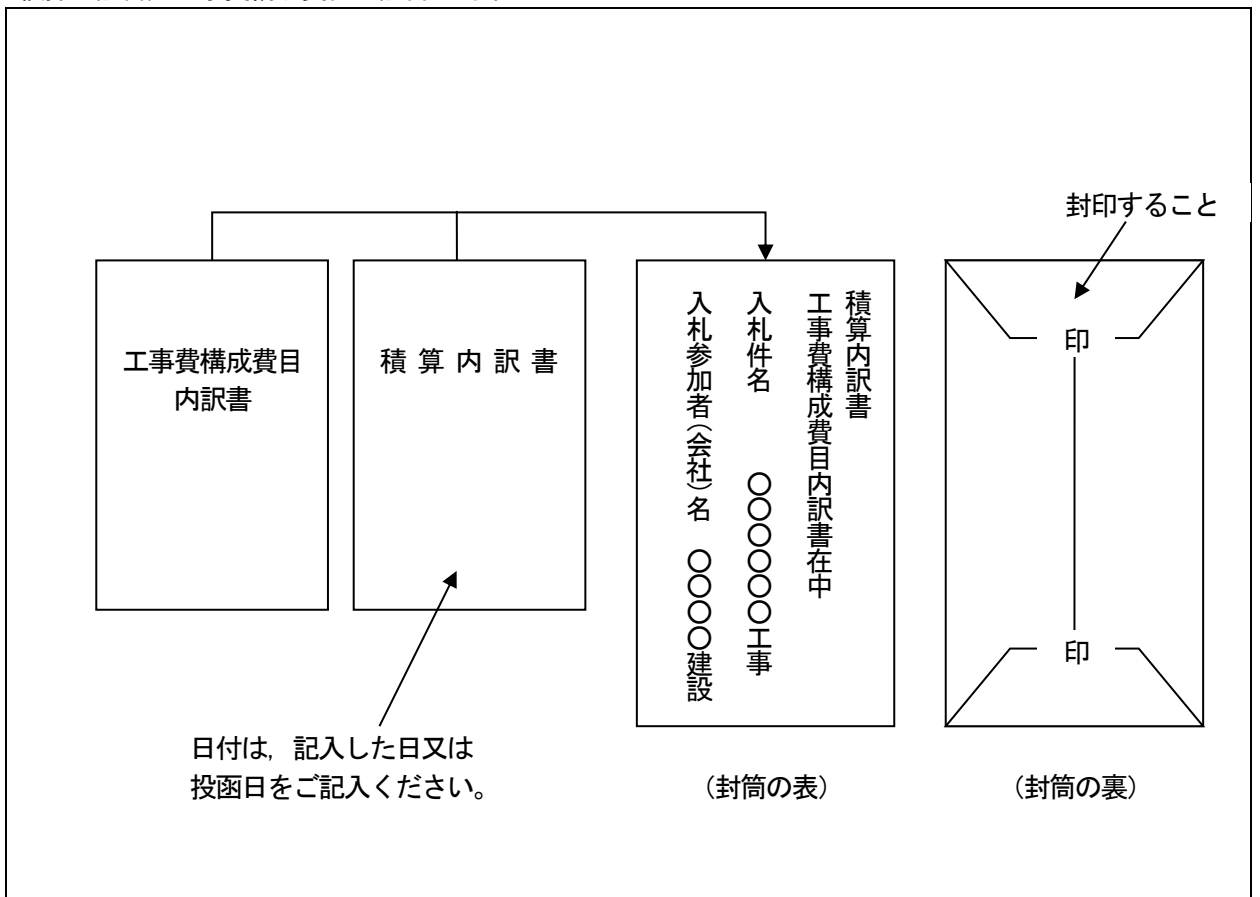 封印すること
工事費構成費目
内訳書
積 算 内 訳 書
積算内訳書
工事費構成費目内訳書在中
入札件名　　〇〇〇〇〇〇工事
入札参加者(会社)名　〇〇〇〇建設
印
印
日付は，記入した日又は
投函日をご記入ください。
（封筒の表）
（封筒の裏）